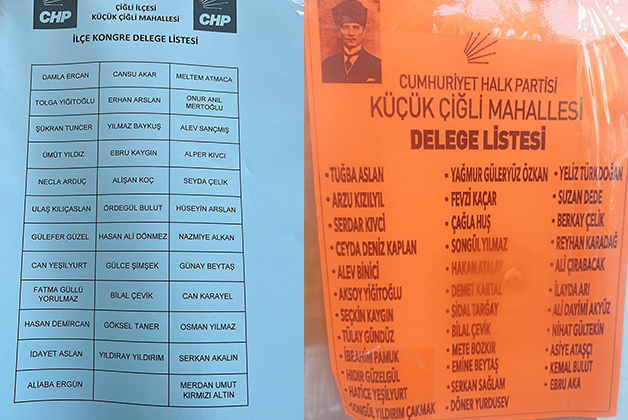 CHP
ÇİĞLİ İLÇESİ
KÜÇÜK ÇİĞLİ MAHALLESİ
CHP
İLÇE KONGRE DELEGE LİSTESİ
DAMLA ERCAN CANSU AKAR MELTEM ATMACA
TOLGA YİĞİTOĞLU ERHAN ARSLAN ONUR ANIL MERTOĞLU
ŞÜKRAN TUNCER YILMAZ BAYKUŞ ALEV SANÇMIŞ
ÜMÜT YILDIZ EBRU KAYGIN ALPER KIVCI
NECLA ARDUÇ ALİŞAN KOÇ SEYDA ÇELİK
ULAŞ KILIÇASLAN ÖRDEGÜL BULUT HÜSEYİN ARSLAN
GÜLEFER GÜZEL HASAN ALİ DÖNMEZ NAZMİYE ALKAN
CAN YEŞİLYURT GÜLCE ŞİMŞEK GÜNAY BEYTAŞ
FATMA GÜLLÜ YORULMAZ BİLAL ÇEVİK CAN KARAYEL
HASAN DEMİRCAN GÖKSEL TANER OSMAN YILMAZ
İDAYET ASLAN YILDIRAY YILDIRIM SERKAN AKALIN
ALİABA ERGÜN MERDAN UMUT KIRMIZI ALTIN
CUMHURİYET HALK PARTİSİ
KÜÇÜK ÇİĞLİ MAHALLESİ
DELEGE LİSTESİ
• TUĞBA ASLAN
• ARZU KIZILYIL
• SERDAR KIVCİ
• CEYDA DENİZ KAPLAN
• ALEV BİNİCİ
• AKSOY YİĞİTOĞLU
• SEÇKİN KAYGIN
• TÜLAY GÜNDÜZ
• İBRAHİM PAMUK
• HIDIR GÜZELGÜL
• HATİCE YEŞİLYURT
• SONGÜL YILDIRIM ÇAKMAK
• YAĞMUR GÜLERYÜZ ÖZKAN
• FEVZİ KAÇAR
• ÇAĞLA HUŞ
• SONGÜL YILMAZ
• HAKAN ATALAY
• DEMET KARTAL
• SIDAL TARĞAY
• BİLAL ÇEVİK
• METE BOZKIR
• EMİNE BEYTAŞ
• SERKAN SAĞLAM
• DÖNER YURDUSEV
• YELİZ TÜRKDOĞAN
• SUZAN DEDE
• BERKAY ÇELİK
• REYHAN KARADAĞ
• ALİ ÇIRABACAK
• İLAYDA ARI
• ALİ DAYIMI AKYÜZ
• NİHAT GÜLTEKİN
• ASİYE ATAŞÇI
• KEMAL BULUT
• EBRU AKA